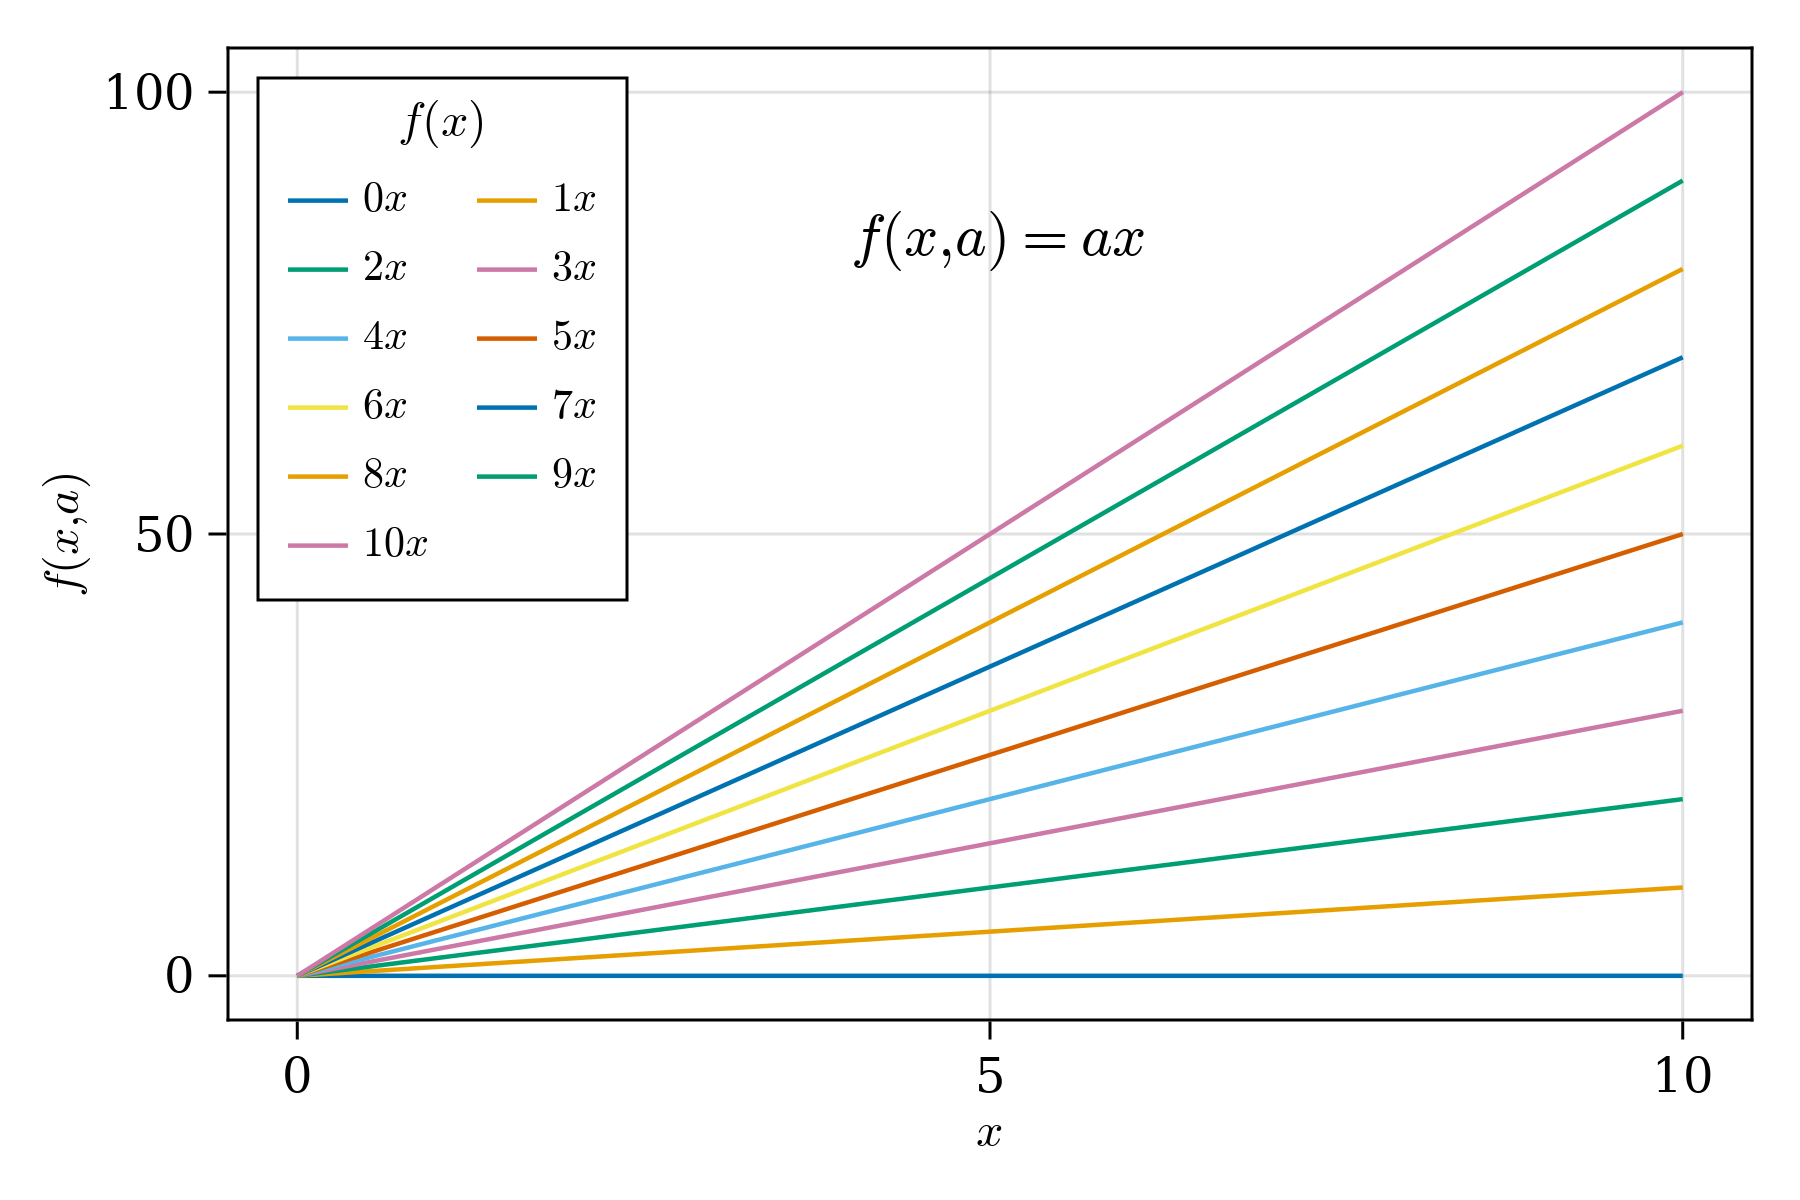 100
f(x)
0x 1x
f(x,a) = ax
2x 3x
4x 5x
6x 7x
8x 9x
10x
50
f(x,a)
0
0 5 10
x